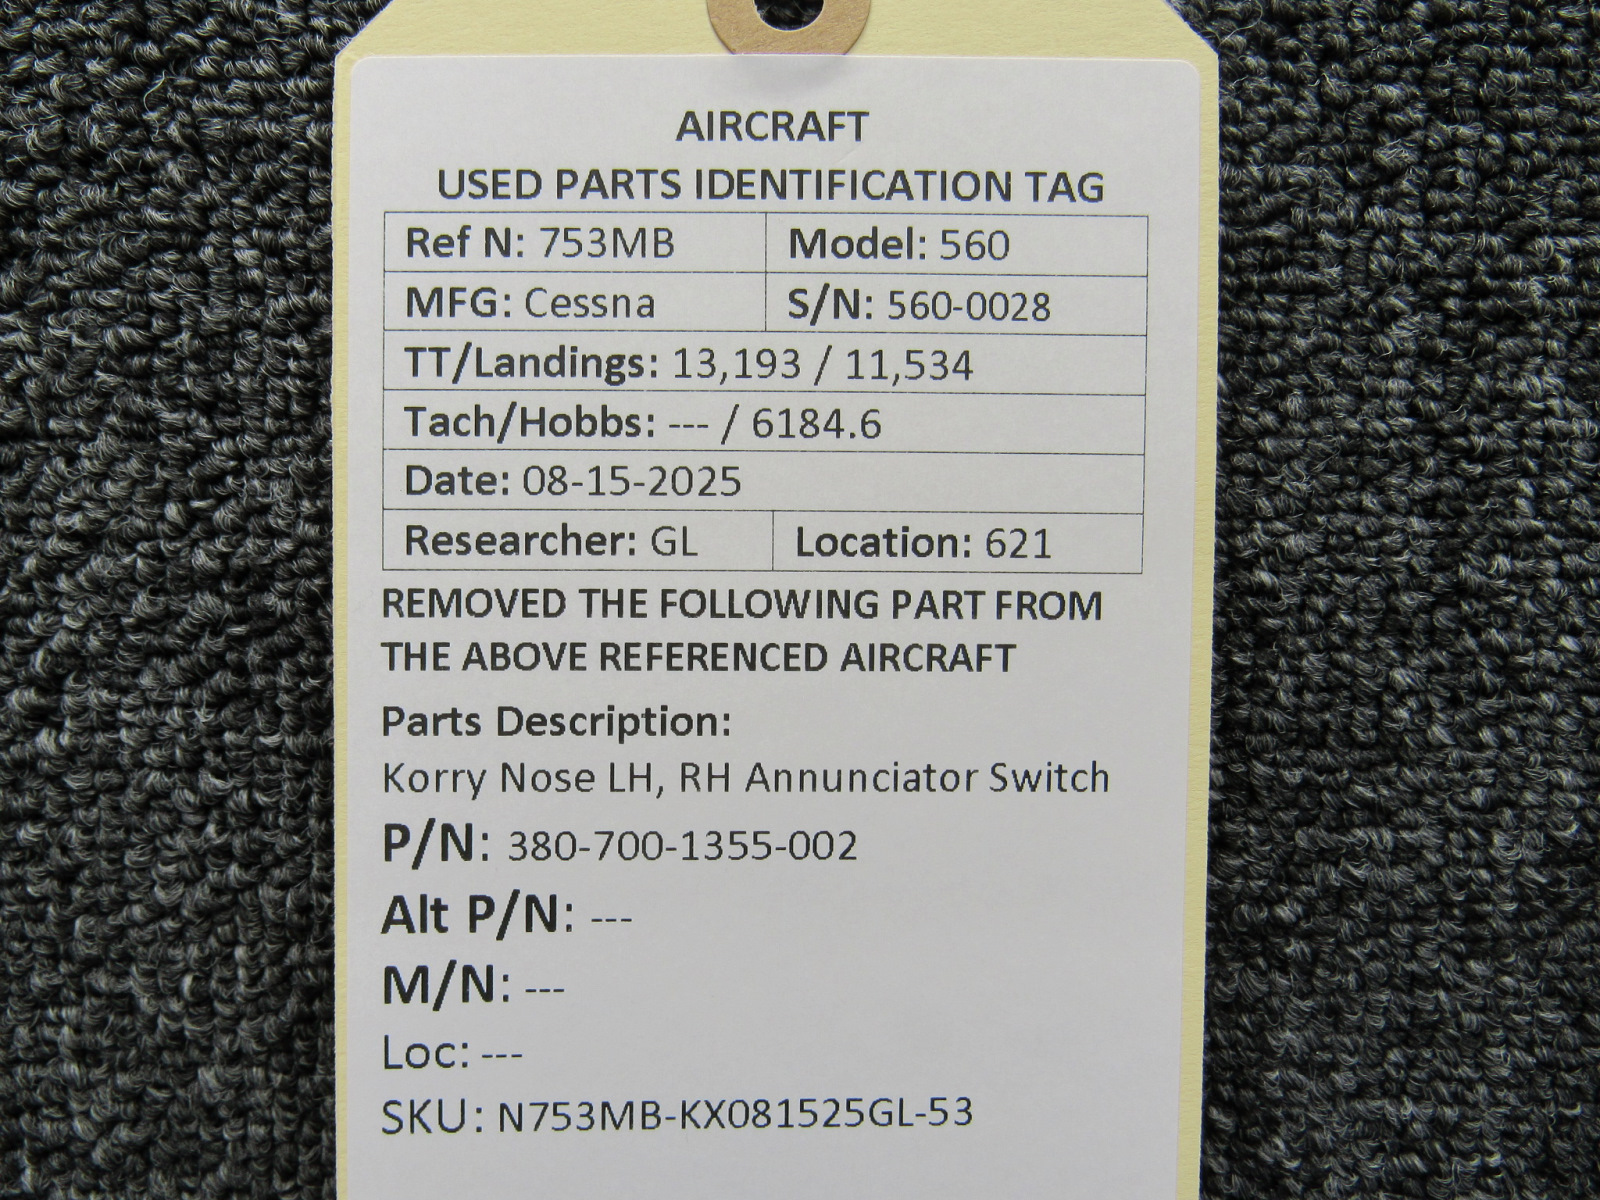 AIRCRAFT
USED PARTS IDENTIFICATION TAG
Ref N: 753MB Model: 560
MFG: Cessna S/N: 560-0028
TT/Landings: 13,193 / 11,534
Tach/Hobbs: --- / 6184.6
Date: 08-15-2025
Researcher: GL Location: 621
REMOVED THE FOLLOWING PART FROM
THE ABOVE REFERENCED AIRCRAFT
Parts Description:
Korry Nose LH, RH Annunciator Switch
P/N: 380-700-1355-002
Alt P/N: ---
M/N: ---
Loc: ---
SKU: N753MB-KX081525GL-53